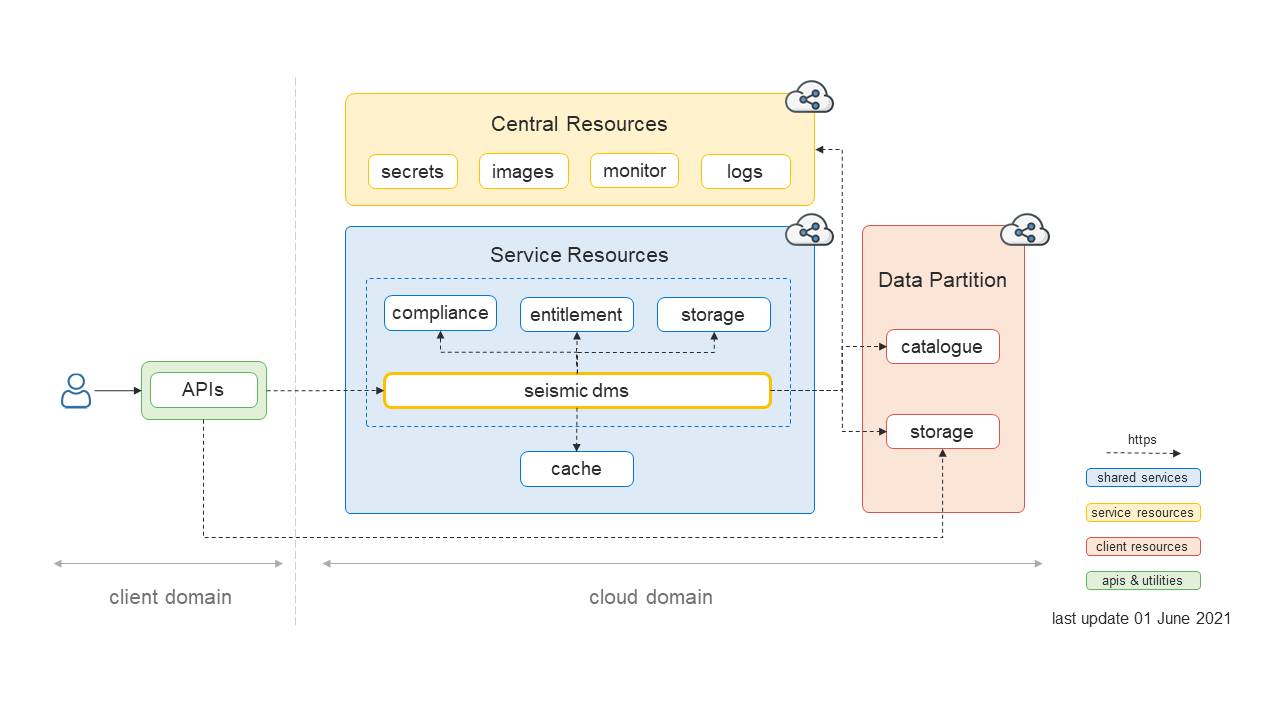 Central Resources
secrets
images
monitor
logs
Service Resources
compliance
entitlement
storage
seismic dms
cache
APIs
Data Partition
catalogue
storage
https
shared services
service resources
client resources
apis & utilities
client domain
cloud domain
last update 01 June 2021